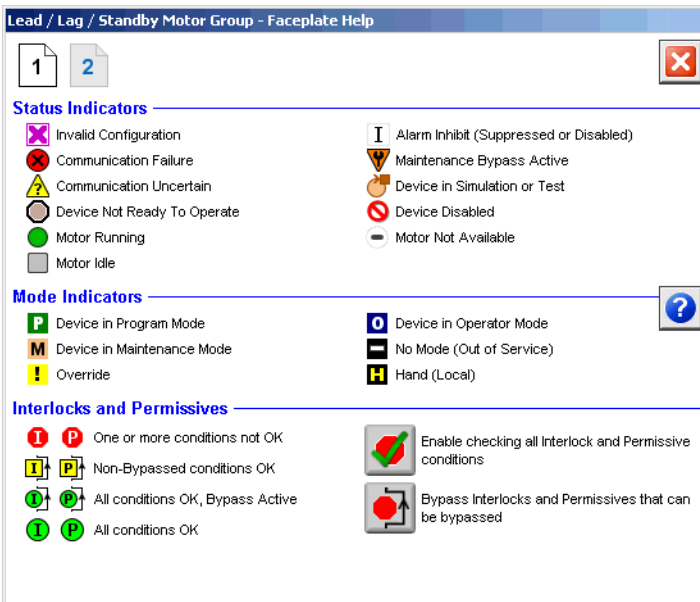 Lead / Lag / Standby Motor Group - Faceplate Help
1
2
Status Indicators
Invalid Configuration
I
Alarm Inhibit (Suppressed or Disabled)
Communication Failure
Maintenance Bypass Active
?
Communication Uncertain
Device in Simulation or Test
Device Not Ready To Operate
Device Disabled
Motor Running
Motor Not Available
Motor Idle
Mode Indicators
?
P
Device in Program Mode
O
Device in Operator Mode
M
Device in Maintenance Mode
No Mode (Out of Service)
!
Override
H
Hand (Local)
Interlocks and Permissives
I P One or more conditions not OK
Enable checking all Interlock and Permissive
conditions
I P Non-Bypassed conditions OK
I P All conditions OK, Bypass Active
Bypass Interlocks and Permissives that can
be bypassed
I P All conditions OK